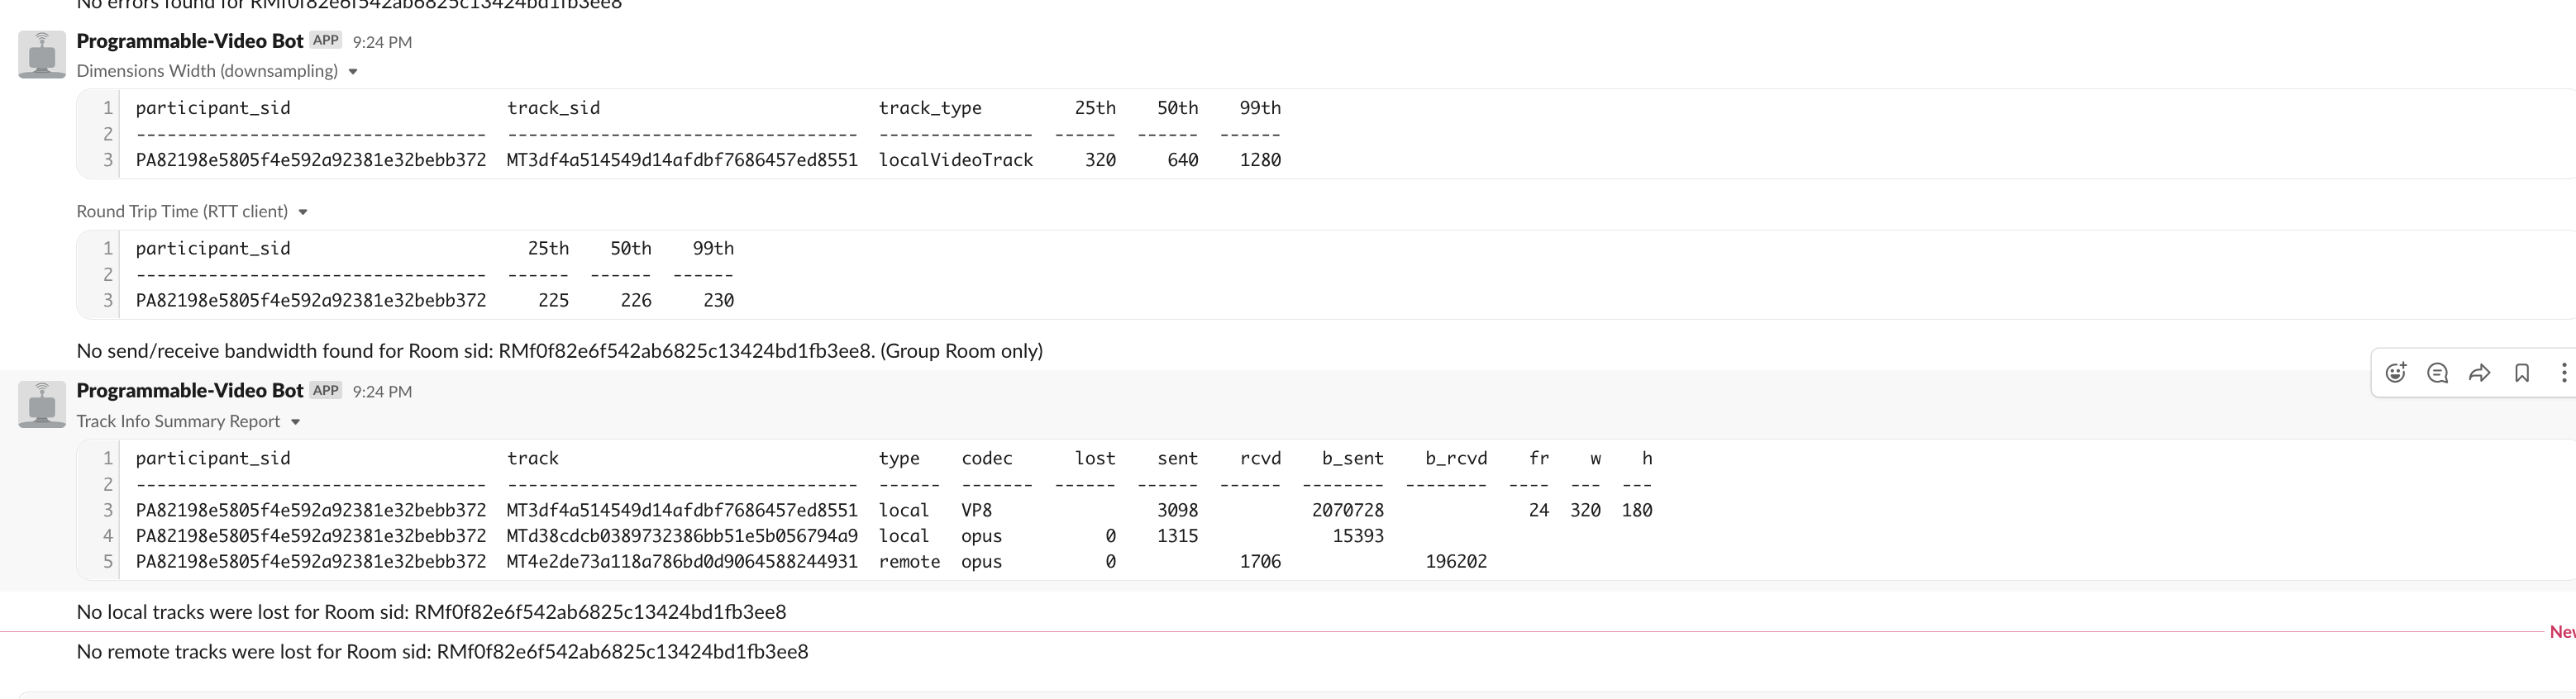 No errors found for RMf0f82e6f542ab6825c13424bd1fb3ee8
Programmable-Video Bot APP 9:24 PM
Dimensions Width (downsampling)
1 participant_sid track_sid track_type 25th 50th 99th
2 ---------------------------------- ---------------------------------- --------------- ------ ------ ------
3 PA82198e5805f4e592a92381e32bebb372 MT3df4a514549d14afdbf7686457ed8551 localVideoTrack 320 640 1280
Round Trip Time (RTT client)
1 participant_sid 25th 50th 99th
2 ---------------------------------- ------ ------ ------
3 PA82198e5805f4e592a92381e32bebb372 225 226 230
No send/receive bandwidth found for Room sid: RMf0f82e6f542ab6825c13424bd1fb3ee8. (Group Room only)
Programmable-Video Bot APP 9:24 PM
Track Info Summary Report
1 participant_sid track type codec lost sent rcvd b_sent b_rcvd fr w h
2 ---------------------------------- ---------------------------------- ------ ------- ------ ------ ------ -------- -------- ---- --- ---
3 PA82198e5805f4e592a92381e32bebb372 MT3df4a514549d14afdbf7686457ed8551 local VP8 3098 2070728 24 320 180
4 PA82198e5805f4e592a92381e32bebb372 MTd38cdcb0389732386bb51e5b056794a9 local opus 0 1315 15393
5 PA82198e5805f4e592a92381e32bebb372 MT4e2de73a118a786bd0d9064588244931 remote opus 0 1706 196202
No local tracks were lost for Room sid: RMf0f82e6f542ab6825c13424bd1fb3ee8
New
No remote tracks were lost for Room sid: RMf0f82e6f542ab6825c13424bd1fb3ee8